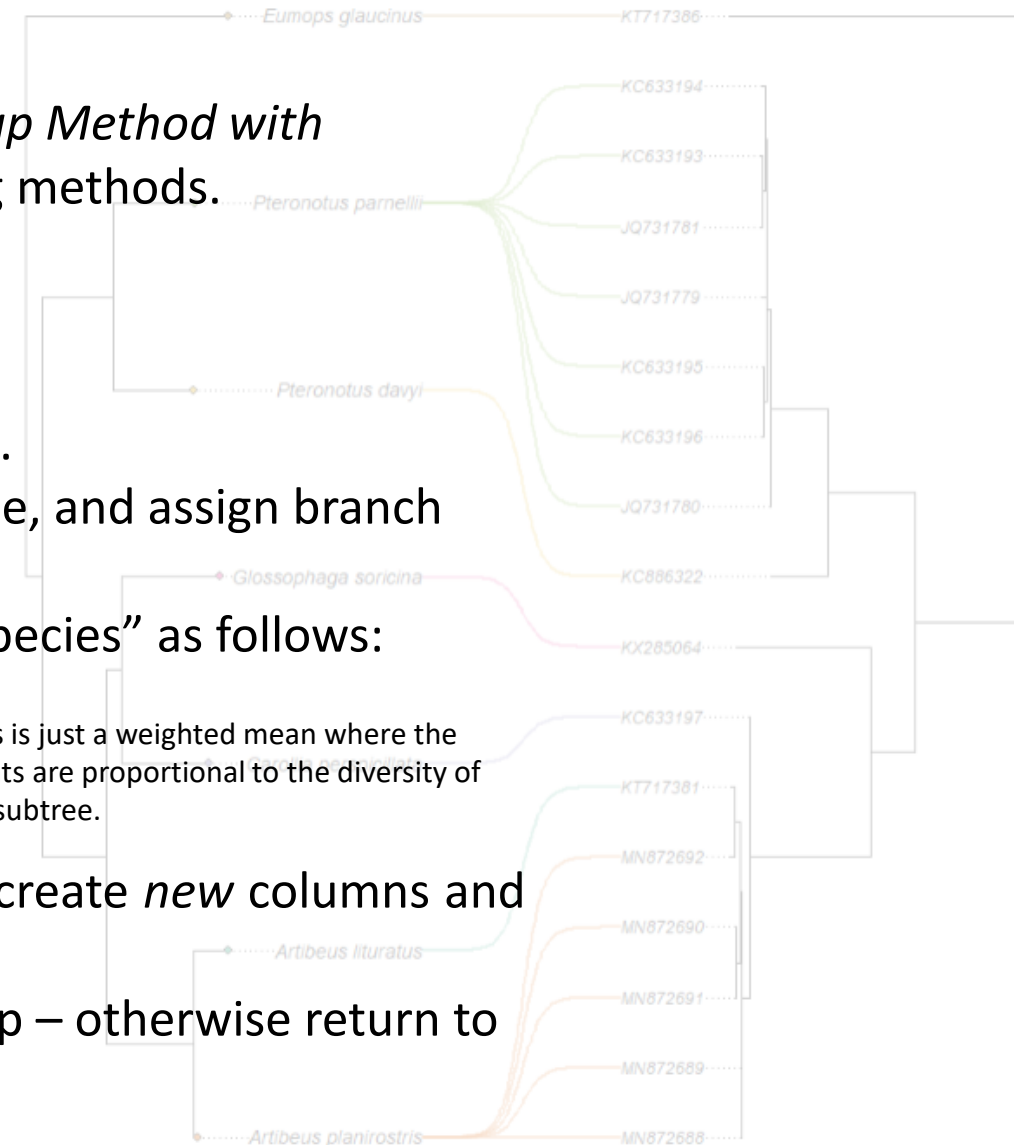 Eumops glaucinus KT717386
KC633194
up Method with
KC633193
g methods.
Pteronotus parnellii
JQ731781
JQ731779
KC633195
Pteronotus davyi
KC633196
.
e, and assign branch
JQ731780
Glossophaga soricina KC886322
pecies” as follows:
KX285064
KC633197
s is just a weighted mean where the
ts are proportional to the diversity of
KT717381
subtree.
MN872692
create new columns and
MN872690
Artibeus lituratus
MN872691
p – otherwise return to
MN872689
Artibeus planirostris MN872688